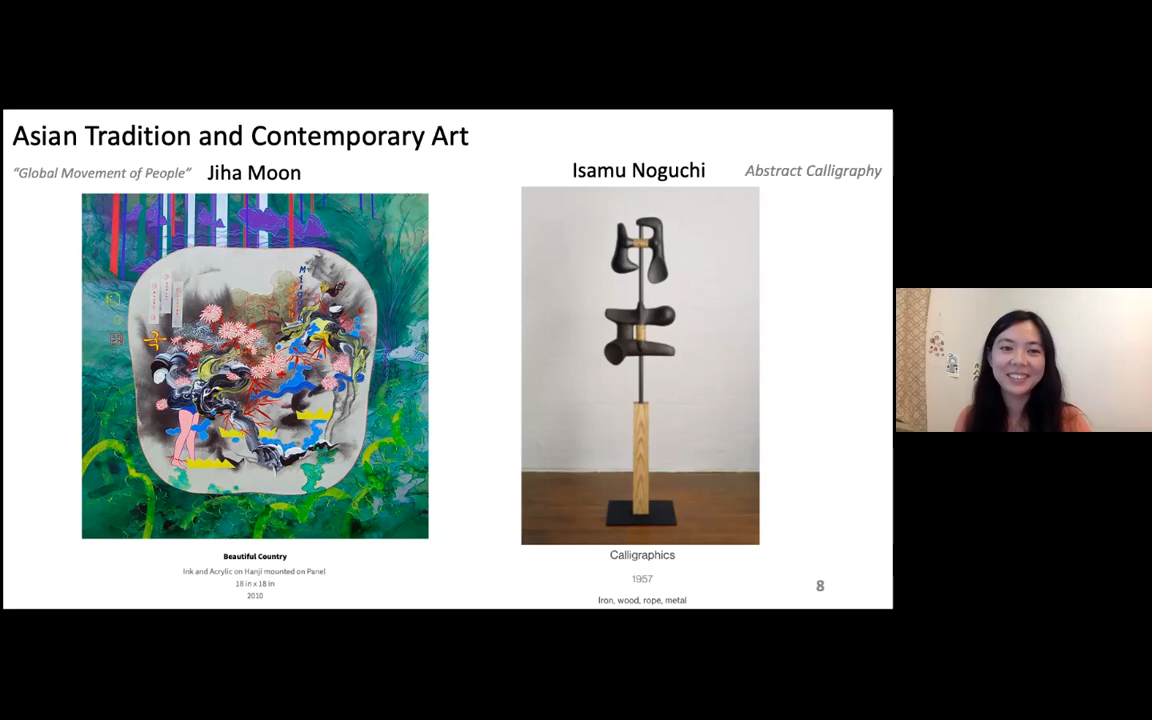 Asian Tradition and Contemporary Art
“Global Movement of People” Jiha Moon
Isamu Noguchi Abstract Calligraphy
Beautiful Country
Ink and Acrylic on Hanji mounted on Panel
18 in x 18 in
2010
Calligraphics
1957
Iron, wood, rope, metal
8